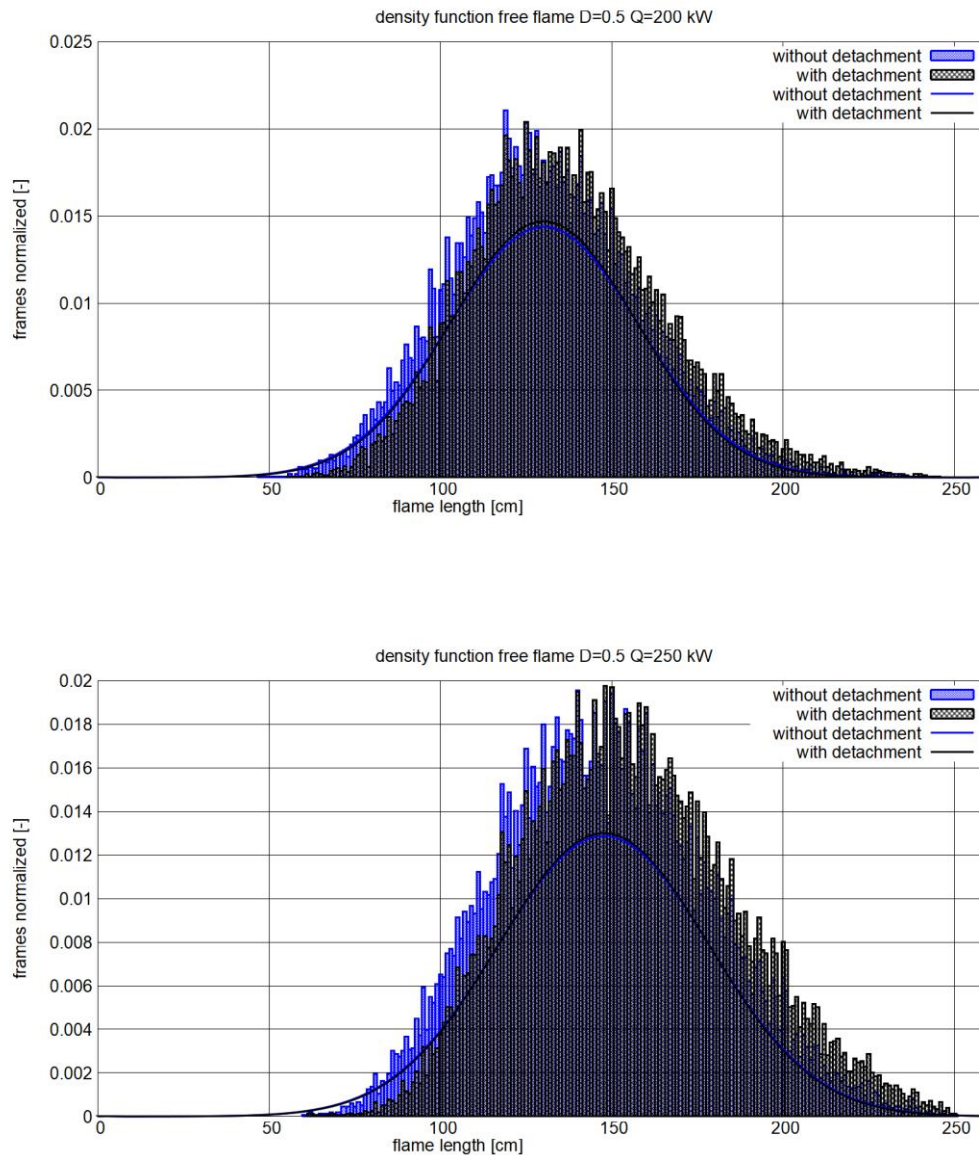 density function free flame D=0.5 Q=200 kW
0.025
0.02
0.015
0.01
0.005
0
frames normalized [-]
without detachment
with detachment
without detachment
with detachment
0 50 100 150 200 250
flame length [cm]
density function free flame D=0.5 Q=250 kW
0.02
0.018
0.016
0.014
0.012
0.01
0.008
0.006
0.004
0.002
0
frames normalized [-]
without detachment
with detachment
without detachment
with detachment
0 50 100 150 200 250
flame length [cm]